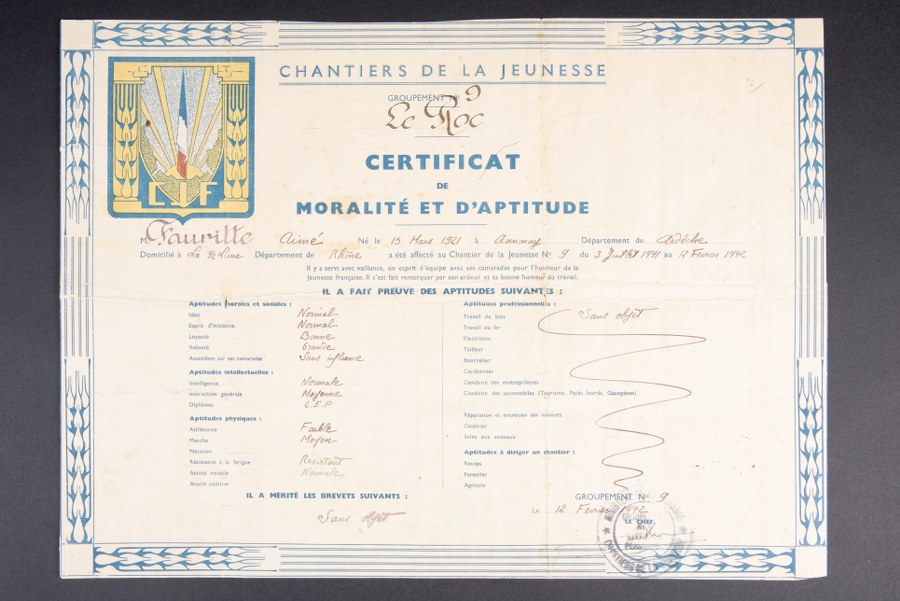 CHANTIERS DE LA JEUNESSE
GROUPEMENT No 9
Le Roc
CERTIFICAT
DE
MORALITÉ ET D'APTITUDE
CJF
M Fauritte Aimé Né le 15 Mars 1921 à Annonay Département de Ardèche
Domicilié à La ½ Lune Département de Rhône a été affecté au Chantier de la Jeunesse No 9 du 3 Juillet 1941 au 12 Février 1942
Il y a servi avec vaillance, en esprit d'équipe avec ses camarades pour l'honneur de la
Jeunesse française. Il s'est fait remarquer par son ardeur et sa bonne humeur au travail.
IL A FAIT PREUVE DES APTITUDES SUIVANTES :
Aptitudes morales et sociales :
Idéal Normal
Esprit d'initiative Normal
Loyauté Bonne
Volonté Grande
Ascendant sur ses camarades Sans influence
Aptitudes intellectuelles :
Intelligence Normale
Instruction générale Moyenne
Diplômes C.E.P
Aptitudes physiques :
Athlétisme Faible
Marche Moyen
Natation
Résistance à la fatigue Résistant
Acuité visuelle Normale
Acuité auditive
IL A MÉRITÉ LES BREVETS SUIVANTS :
Sans objet
Aptitudes professionnelles :
Travail du bois Sans objet
Travail du fer
Electricien
Tailleur
Bourrelier
Cordonnier
Conduite des motocyclettes
Conduite des automobiles (Tourisme, Poids lourds, Gazogènes)
Réparation et entretien des moteurs
Cuisinier
Soins aux animaux
Aptitudes à diriger un chantier :
Routes
Forestier
Agricole
GROUPEMENT No 9
Le 12 Février 1942
LE CHEF,